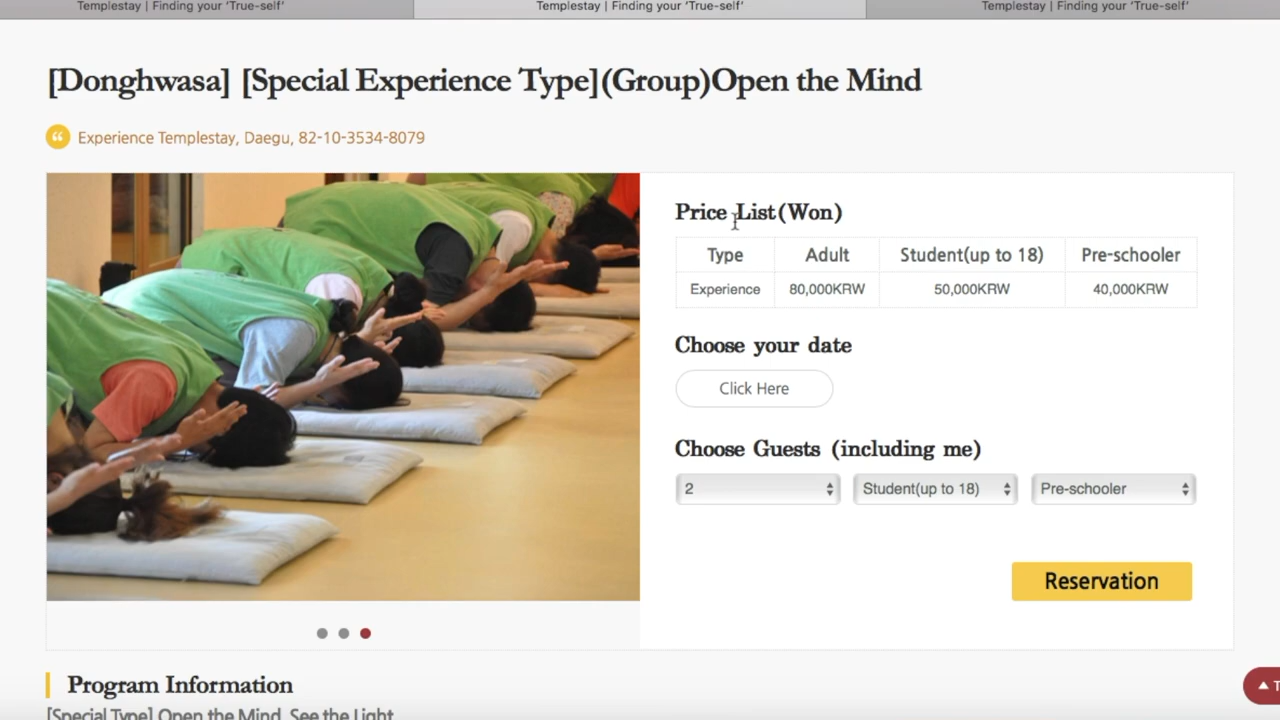 Templestay | Finding your 'True-self' Templestay | Finding your 'True-self' Templestay | Finding your 'True-self'
[Donghwasa] [Special Experience Type](Group)Open the Mind
Experience Templestay, Daegu, 82-10-3534-8079
Price List(Won)
Type Adult Student(up to 18) Pre-schooler
Experience 80,000KRW 50,000KRW 40,000KRW
Choose your date
Click Here
Choose Guests (including me)
2 Student(up to 18) Pre-schooler
Reservation
Program Information
T
[Special Type] Open the Mind, See the Light